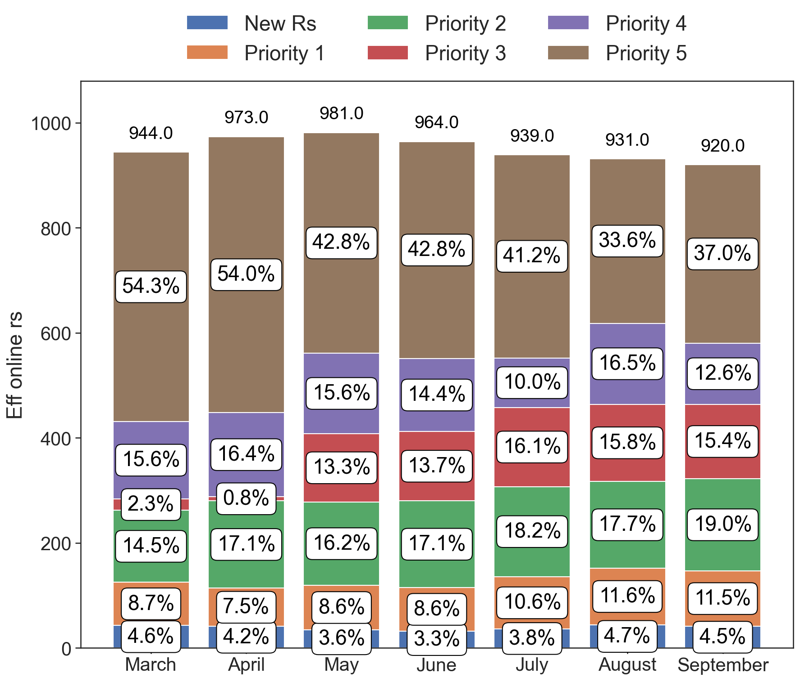 New Rs Priority 2 Priority 4
Priority 1 Priority 3 Priority 5
944.0 973.0 981.0 964.0 939.0 931.0 920.0
1000
800
600
400
200
0
Eff online rs
54.3% 54.0% 42.8% 42.8% 41.2% 33.6% 37.0%
15.6% 16.4% 15.6% 14.4% 10.0% 16.5% 12.6%
2.3% 0.8% 13.3% 13.7% 16.1% 15.8% 15.4%
14.5% 17.1% 16.2% 17.1% 18.2% 17.7% 19.0%
8.7% 7.5% 8.6% 8.6% 10.6% 11.6% 11.5%
4.6% 4.2% 3.6% 3.3% 3.8% 4.7% 4.5%
March April May June July August September